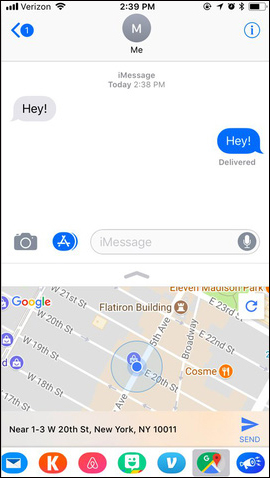 Verizon 2:39 PM
1
M
Me
iMessage
Today 2:38 PM
Hey!
Hey!
Delivered
iMessage
Eleven Madison Park
W 21st St
Google
Flatiron Building
E 23rd St
W 20th St
5th Ave
Broadway
W 19th St
E 20th St
W 18th St
Cosme
Near 1-3 W 20th St, New York, NY 10011
SEND
K
G